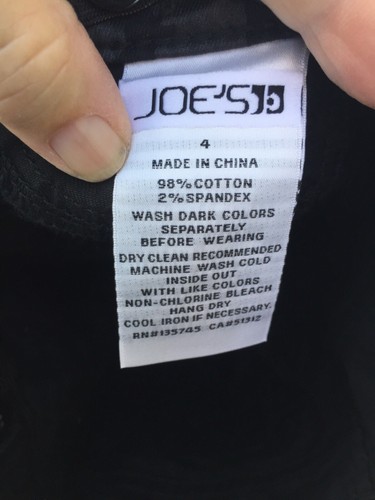 JOE'S
4
MADE IN CHINA
98% COTTON
2% SPANDEX
WASH DARK COLORS
SEPARATELY
BEFORE WEARING
DRY CLEAN RECOMMENDED
MACHINE WASH COLD
INSIDE OUT
WITH LIKE COLORS
NON-CHLORINE BLEACH
HANG DRY
COOL IRON IF NECESSARY.
RN#135745 CA#51312